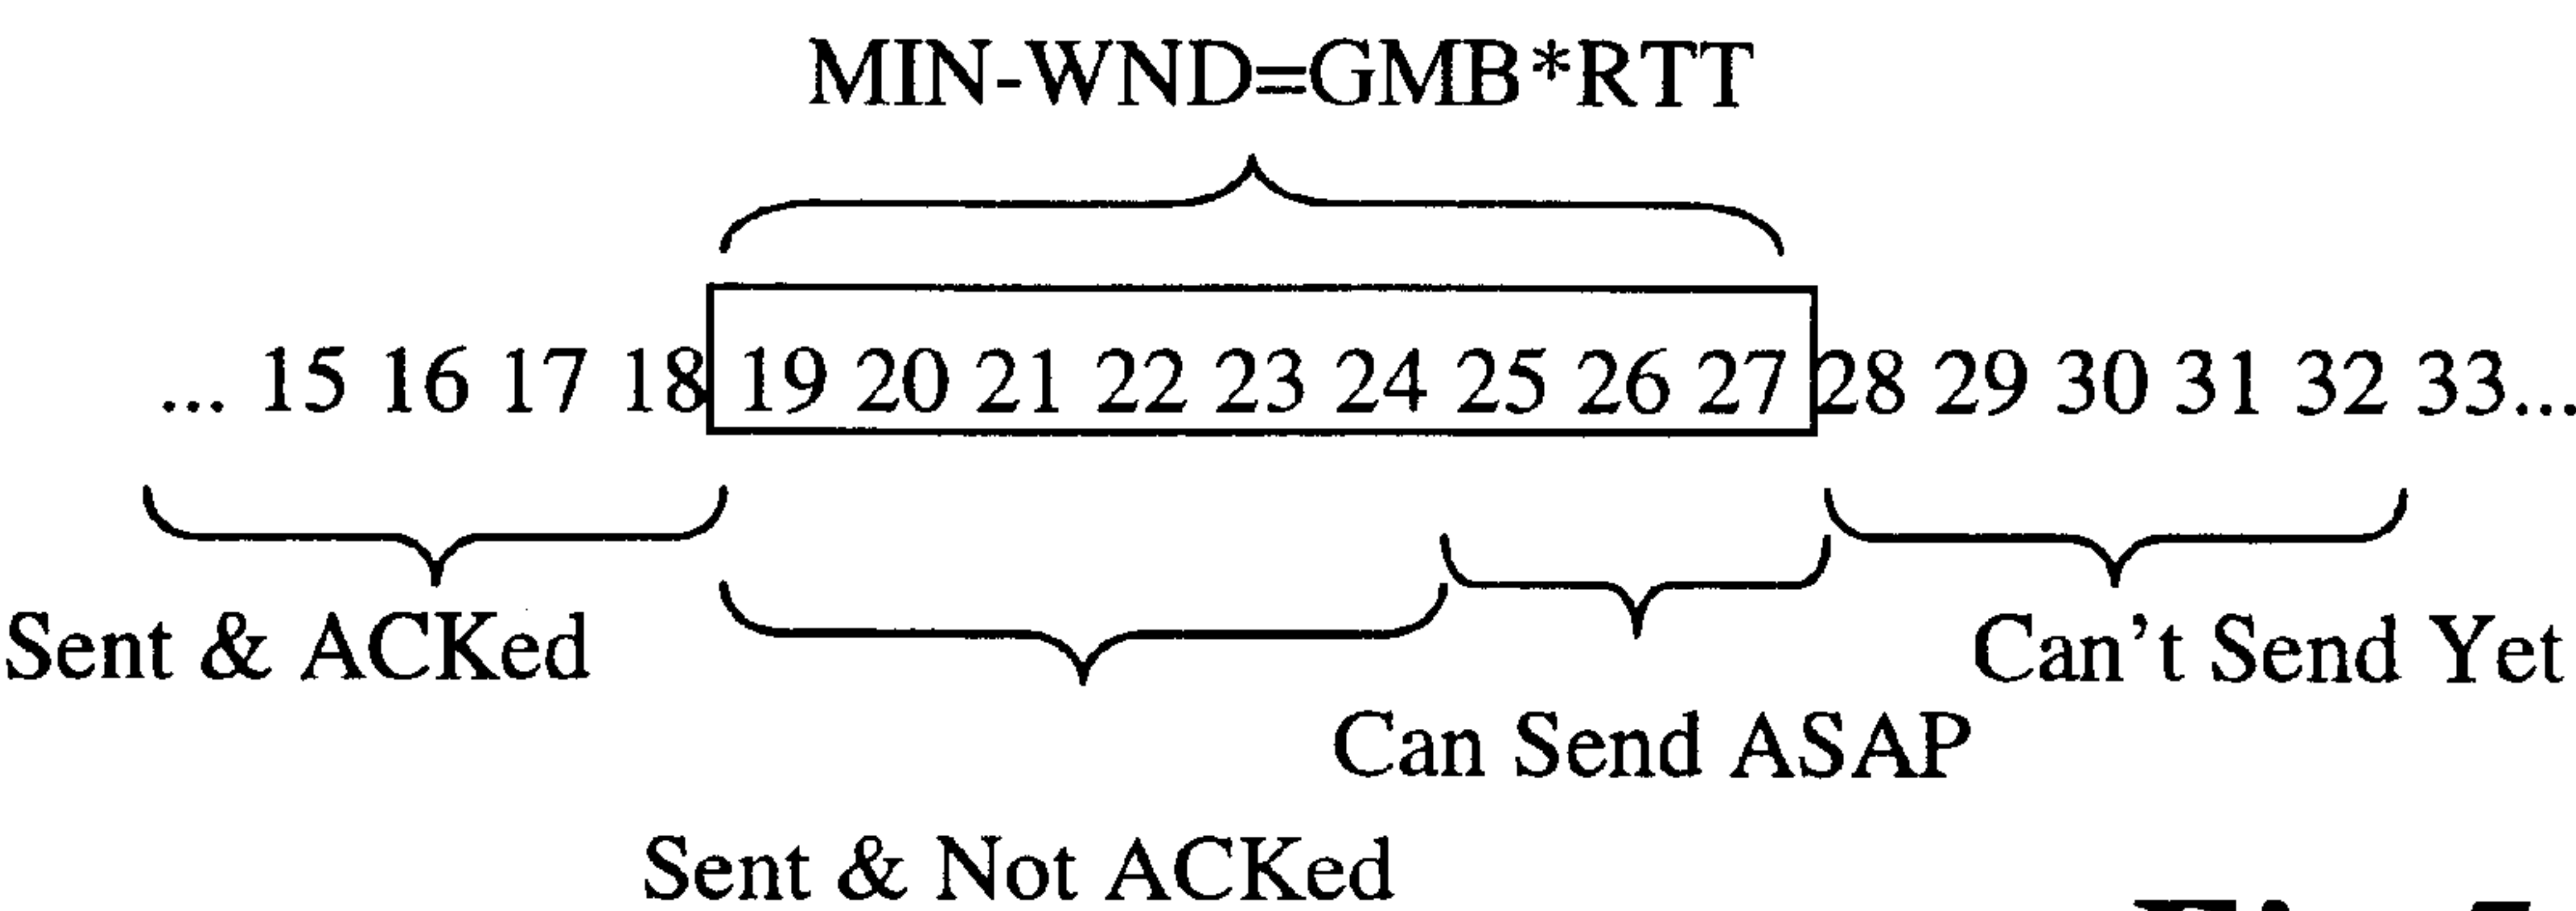 MIN-WND=GMB*RTT
... 15 16 17 18 19 20 21 22 23 24 25 26 27 28 29 30 31 32 33...
Sent & ACKed
Can't Send Yet
Can Send ASAP
Sent & Not ACKed